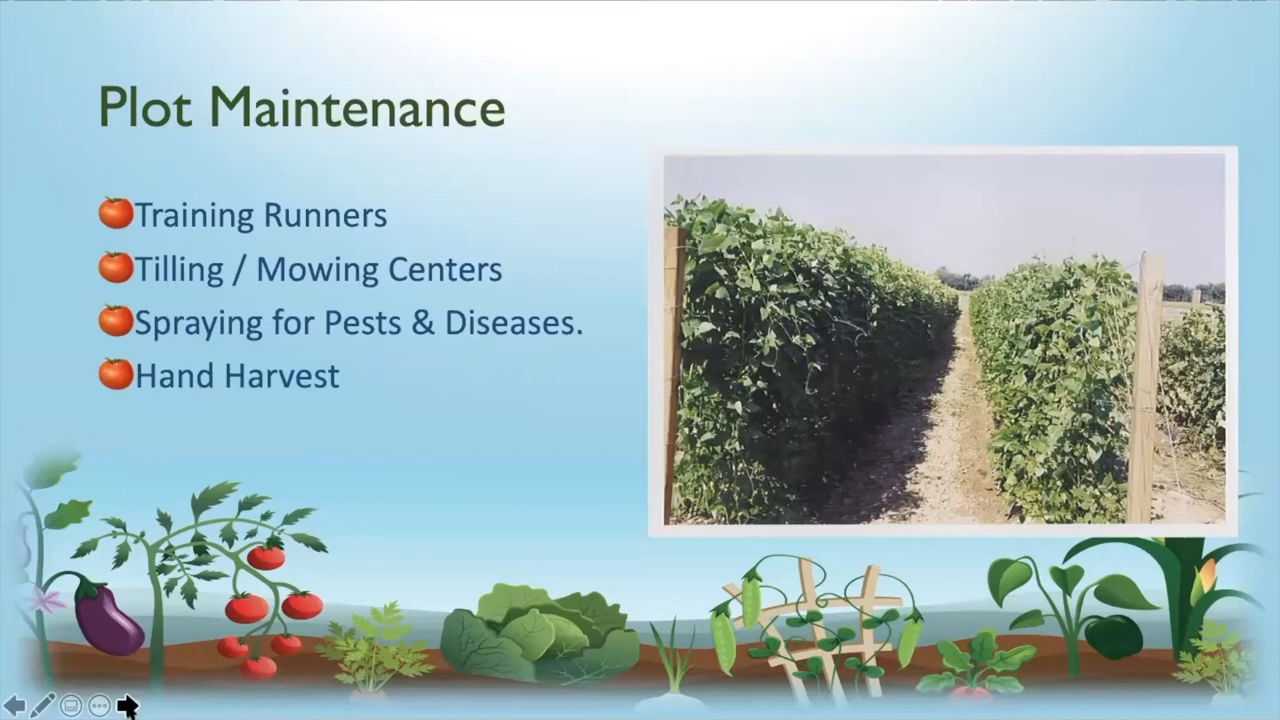 Plot Maintenance
Training Runners
Tilling / Mowing Centers
Spraying for Pests & Diseases.
Hand Harvest